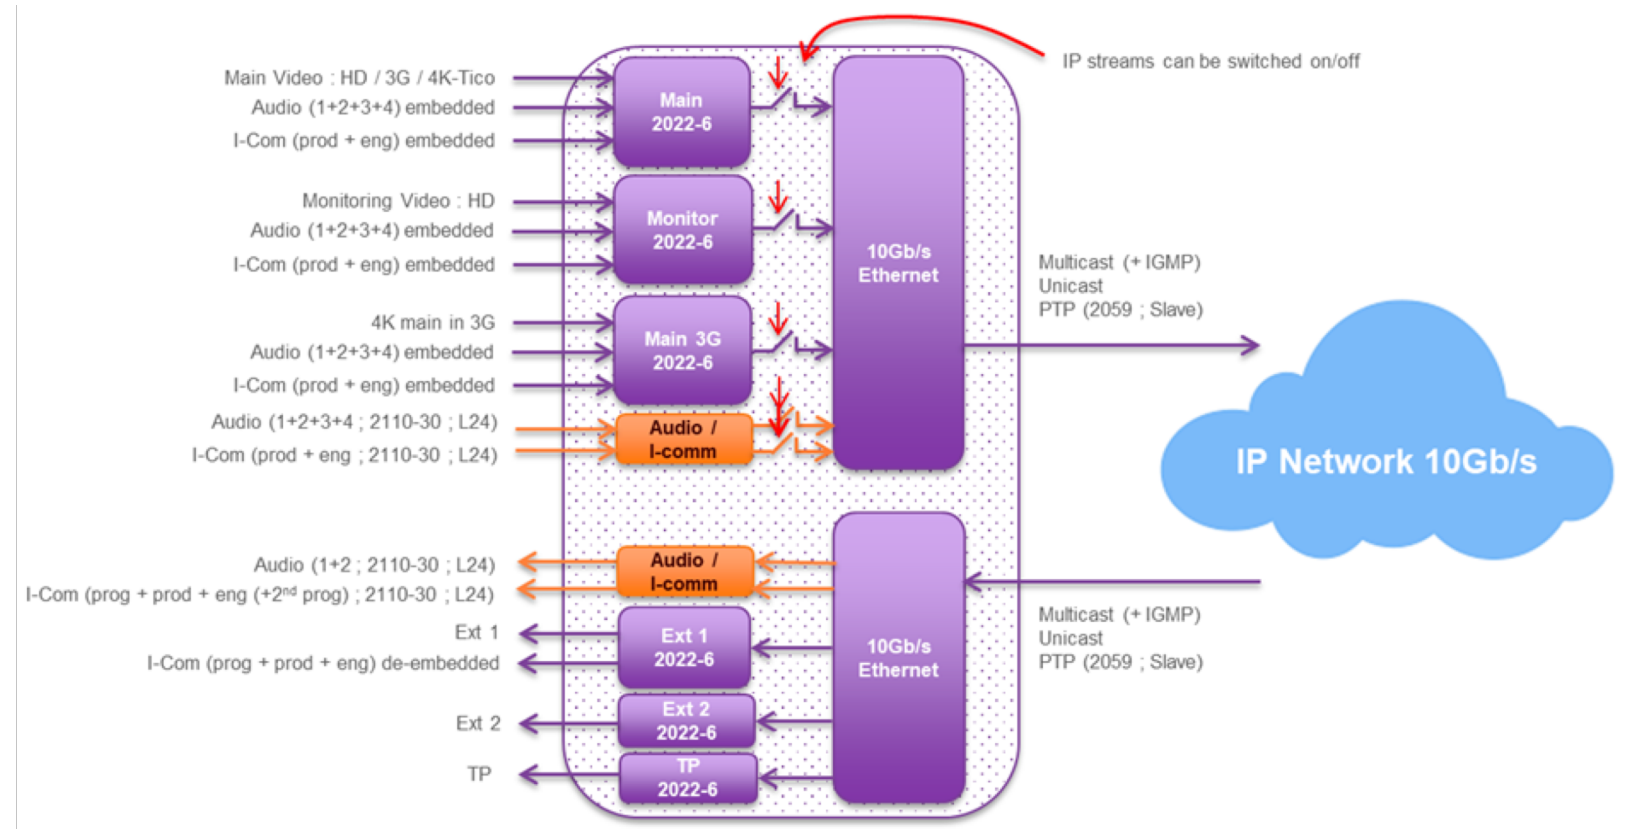 IP streams can be switched on/off
Main Video : HD / 3G / 4K-Tico
Audio (1+2+3+4) embedded
I-Com (prod + eng) embedded
Main
2022-6
Monitoring Video : HD
Audio (1+2+3+4) embedded
I-Com (prod + eng) embedded
Monitor
2022-6
4K main in 3G
Audio (1+2+3+4) embedded
I-Com (prod + eng) embedded
Main 3G
2022-6
Audio (1+2+3+4 ; 2110-30 ; L24)
I-Com (prod + eng ; 2110-30 ; L24)
Audio /
I-comm
10Gb/s
Ethernet
Multicast (+ IGMP)
Unicast
PTP (2059 ; Slave)
IP Network 10Gb/s
Audio (1+2 ; 2110-30 ; L24)
I-Com (prog + prod + eng (+2nd prog) ; 2110-30 ; L24)
Audio /
I-comm
Ext 1
I-Com (prog + prod + eng) de-embedded
Ext 1
2022-6
Ext 2
Ext 2
2022-6
TP
TP
2022-6
10Gb/s
Ethernet
Multicast (+ IGMP)
Unicast
PTP (2059 ; Slave)